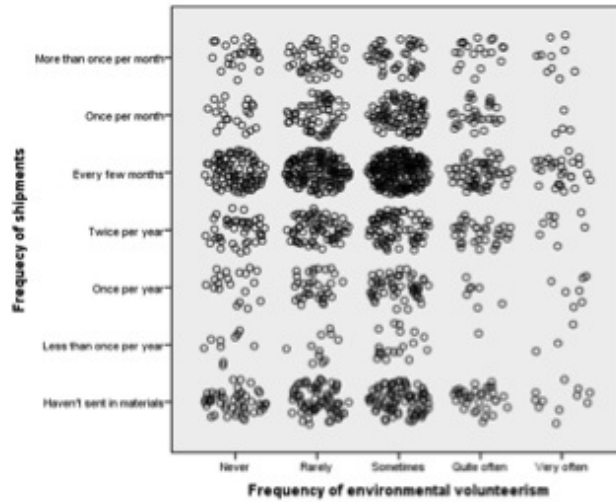 Frequecy of shipments
More than once per month
Once per month
Every few months
Twice per year
Once per year
Less than once per year
Haven't sent in materials
Never Rarely Sometimes Quite often Very often
Frequency of environmental volunteerism